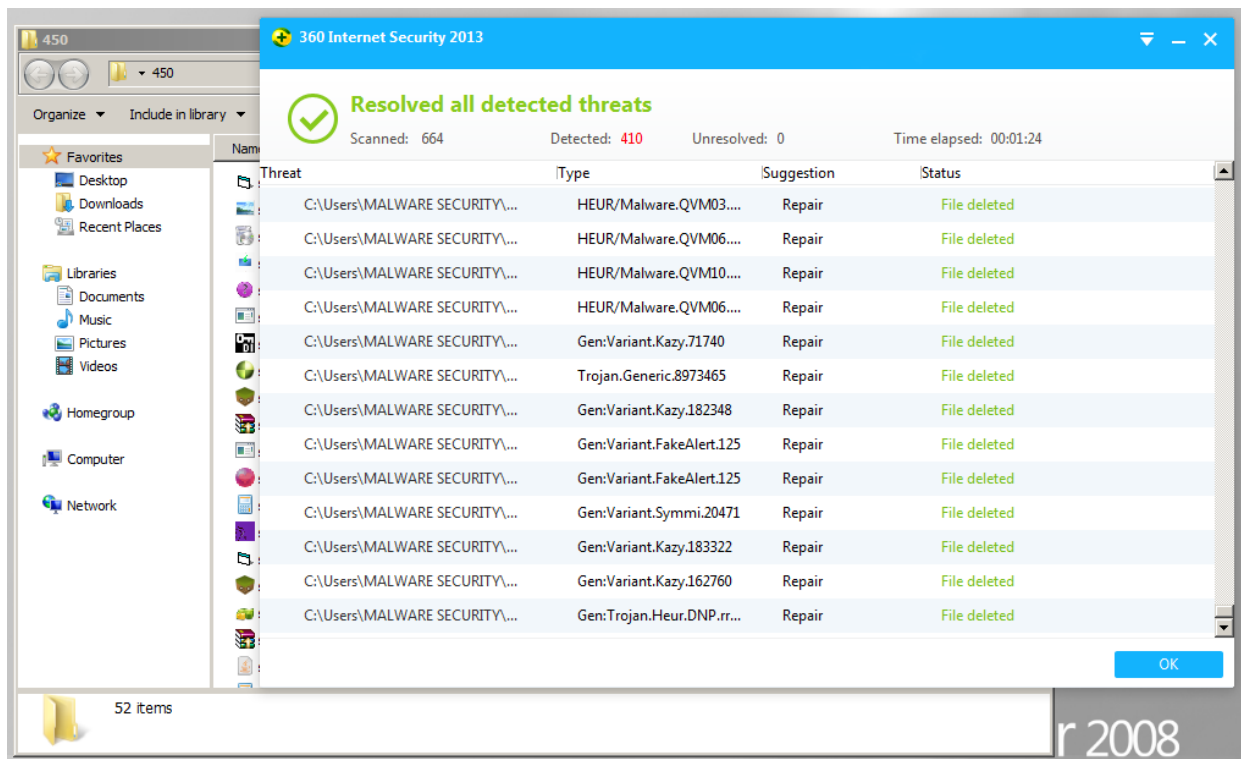 450
360 Internet Security 2013
450
Organize Include in library
Resolved all detected threats
Scanned: 664 Detected: 410 Unresolved: 0 Time elapsed: 00:01:24
Favorites
Desktop
Downloads
Recent Places
Libraries
Documents
Music
Pictures
Videos
Homegroup
Computer
Network
Threat Type Suggestion Status
C:\Users\MALWARE SECURITY\... HEUR/Malware.QVM03.... Repair File deleted
C:\Users\MALWARE SECURITY\... HEUR/Malware.QVM06.... Repair File deleted
C:\Users\MALWARE SECURITY\... HEUR/Malware.QVM10.... Repair File deleted
C:\Users\MALWARE SECURITY\... HEUR/Malware.QVM06.... Repair File deleted
C:\Users\MALWARE SECURITY\... Gen:Variant.Kazy.71740 Repair File deleted
C:\Users\MALWARE SECURITY\... Trojan.Generic.8973465 Repair File deleted
C:\Users\MALWARE SECURITY\... Gen:Variant.Kazy.182348 Repair File deleted
C:\Users\MALWARE SECURITY\... Gen:Variant.FakeAlert.125 Repair File deleted
C:\Users\MALWARE SECURITY\... Gen:Variant.FakeAlert.125 Repair File deleted
C:\Users\MALWARE SECURITY\... Gen:Variant.Symmi.20471 Repair File deleted
C:\Users\MALWARE SECURITY\... Gen:Variant.Kazy.183322 Repair File deleted
C:\Users\MALWARE SECURITY\... Gen:Variant.Kazy.162760 Repair File deleted
C:\Users\MALWARE SECURITY\... Gen:Trojan.Heur.DNP.rr... Repair File deleted
OK
52 items
r 2008